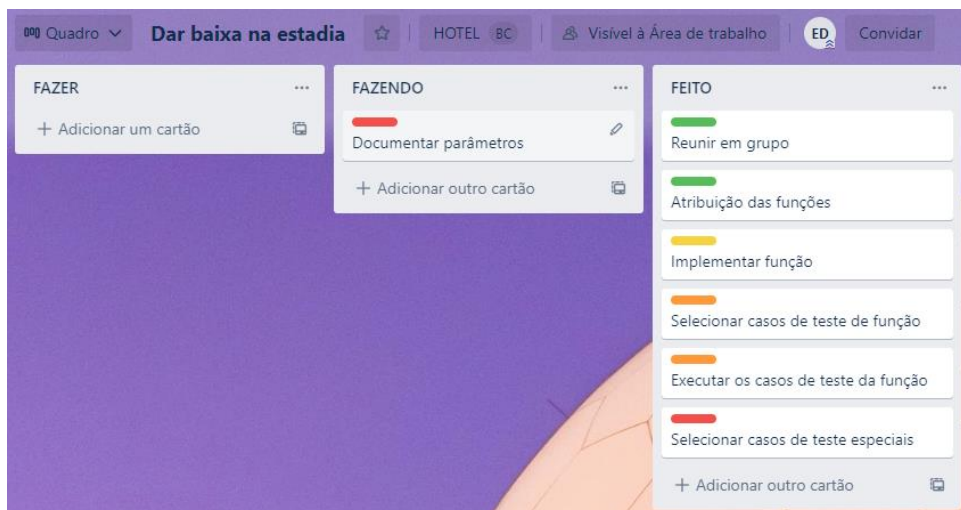 Quadro Dar baixa na estadia HOTEL BC Visível à Área de trabalho ED Convidar
FAZER
+ Adicionar um cartão
FAZENDO
Documentar parâmetros
+ Adicionar outro cartão
FEITO
Reunir em grupo
Atribuição das funções
Implementar função
Selecionar casos de teste de função
Executar os casos de teste da função
Selecionar casos de teste especiais
+ Adicionar outro cartão